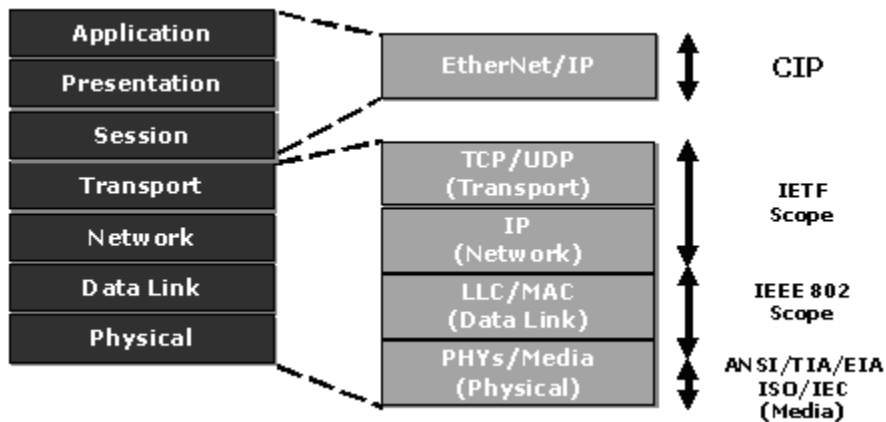 Application
Presentation
Session
Transport
Network
Data Link
Physical
EtherNet/IP
TCP/UDP
(Transport)
IP
(Network)
LLC/MAC
(Data Link)
PHYs/Media
(Physical)
CIP
IETF
Scope
IEEE 802
Scope
ANSI/TIA/EIA
ISO/IEC
(Media)